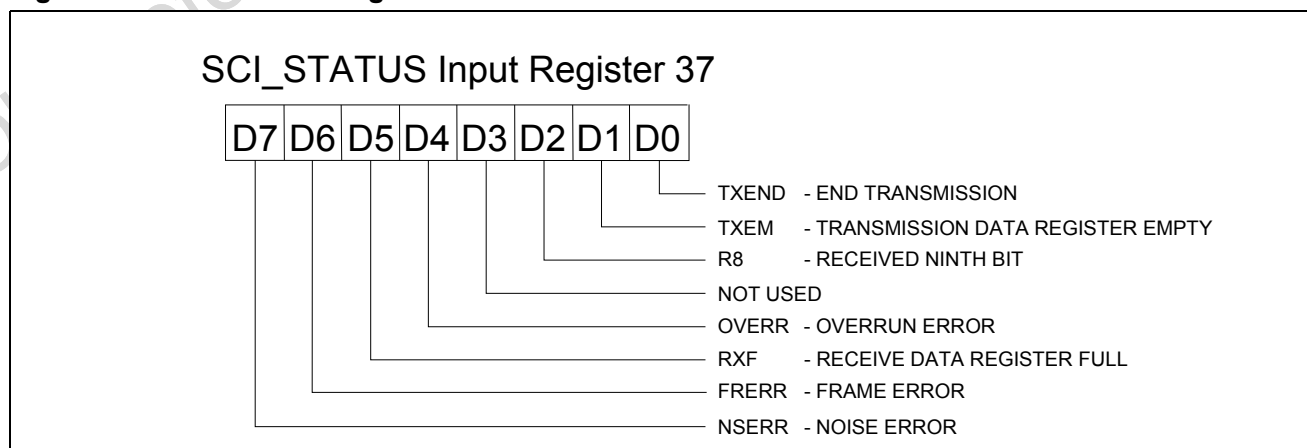 SCI_STATUS Input Register 37
D7 D6 D5 D4 D3 D2 D1 D0
TXEND - END TRANSMISSION
TXEM - TRANSMISSION DATA REGISTER EMPTY
R8 - RECEIVED NINTH BIT
NOT USED
OVERR - OVERRUN ERROR
RXF - RECEIVE DATA REGISTER FULL
FRERR - FRAME ERROR
NSERR - NOISE ERROR